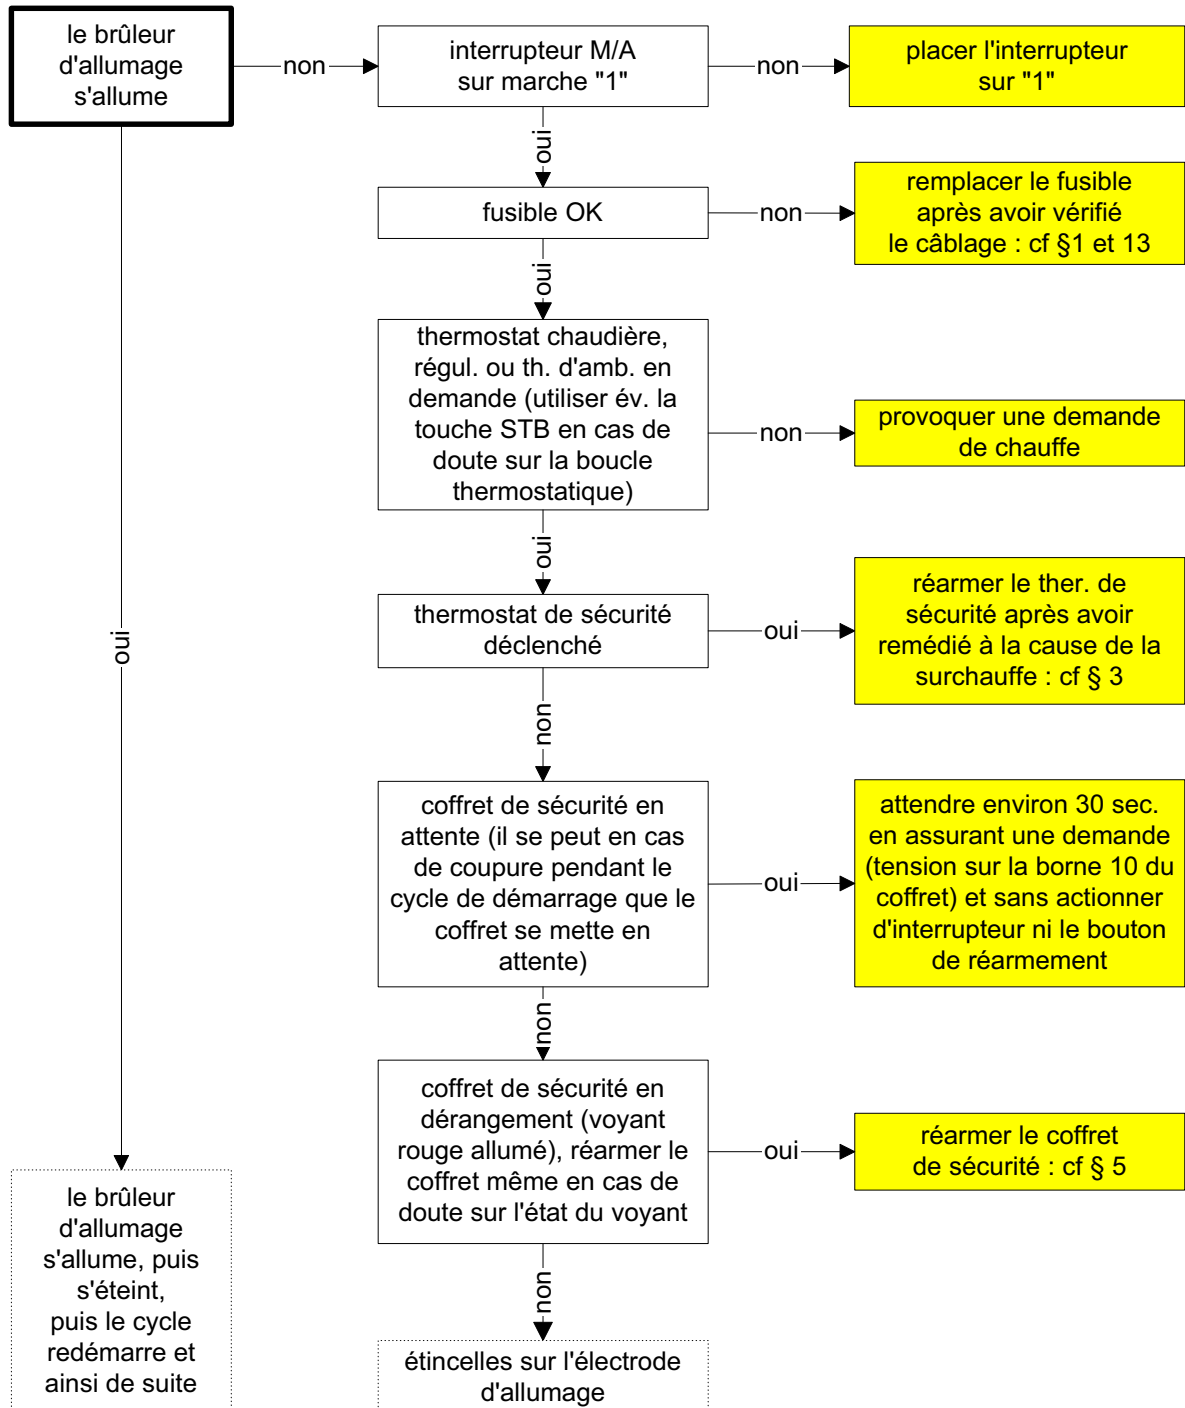 le brûleur
d'allumage
s'allume
non
interrupteur M/A
sur marche "1"
non
placer l'interrupteur
sur "1"
oui
fusible OK
non
remplacer le fusible
après avoir vérifié
le câblage : cf §1 et 13
oui
thermostat chaudière,
régul. ou th. d'amb. en
demande (utiliser év. la
touche STB en cas de
doute sur la boucle
thermostatique)
non
provoquer une demande
de chauffe
oui
thermostat de sécurité
déclenché
oui
réarmer le ther. de
sécurité après avoir
remédié à la cause de la
surchauffe : cf § 3
oui
non
coffret de sécurité en
attente (il se peut en cas
de coupure pendant le
cycle de démarrage que le
coffret se mette en
attente)
oui
attendre environ 30 sec.
en assurant une demande
(tension sur la borne 10 du
coffret) et sans actionner
d'interrupteur ni le bouton
de réarmement
non
coffret de sécurité en
dérangement (voyant
rouge allumé), réarmer le
coffret même en cas de
doute sur l'état du voyant
oui
réarmer le coffret
de sécurité : cf § 5
le brûleur
d'allumage
s'allume, puis
s'éteint,
puis le cycle
redémarre et
ainsi de suite
non
étincelles sur l'électrode
d'allumage